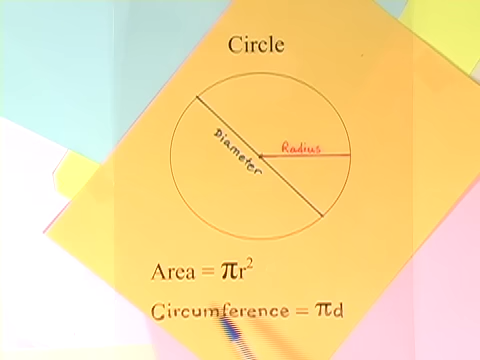 Circle
Diameter
Radius
Area = πr²
Circumference = πd